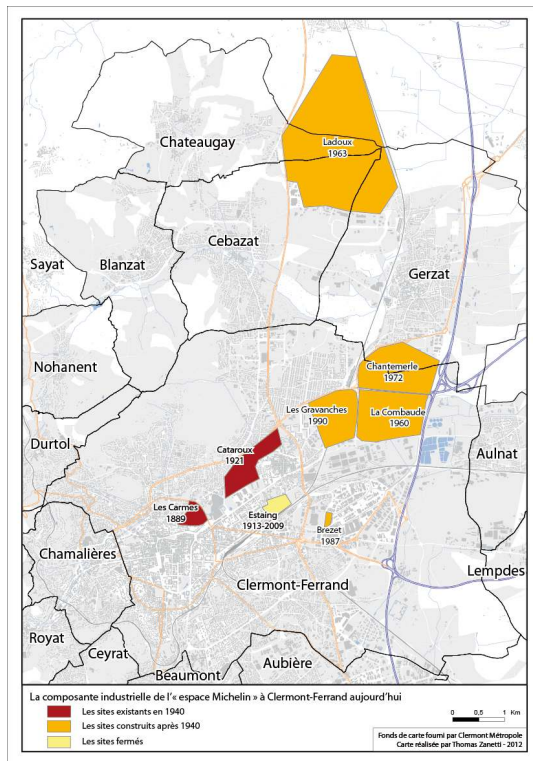 Ladoux
1963
Chateaugay
Cebazat
Sayat
Blanzat
Gerzat
Nohanent
Chantemerle
1972
Les Gravanches
1990
La Combaude
1960
Durtol
Cataroux
1921
Aulnat
Les Carmes
1889
Estaing
1913-2009
Brezet
1987
Chamalières
Clermont-Ferrand
Lempdes
Royat
Ceyrat
Beaumont
Aubière
La composante industrielle de l'« espace Michelin » à Clermont-Ferrand aujourd'hui
Les sites existants en 1940
Les sites construits après 1940
Les sites fermés
0 0,5 1 Km
Fonds de carte fourni par Clermont Métropole
Carte réalisée par Thomas Zanetti - 2012